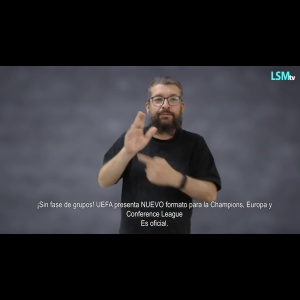 LSMtv
¡Sin fase de grupos! UEFA presenta NUEVO formato para la Champions, Europa y
Conference League
Es oficial.